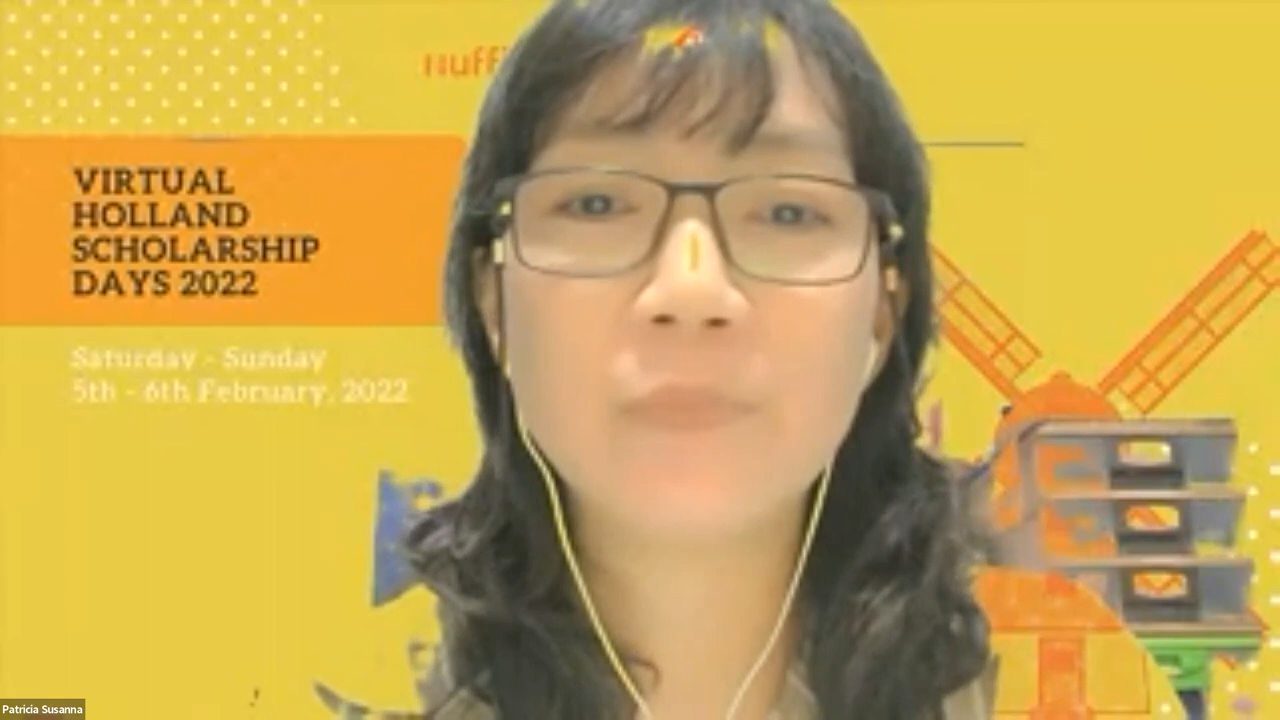 VIRTUAL
HOLLAND
SCHOLARSHIP
DAYS 2022
Saturday - Sunday
5th - 6th February, 2022
Patricia Susanna